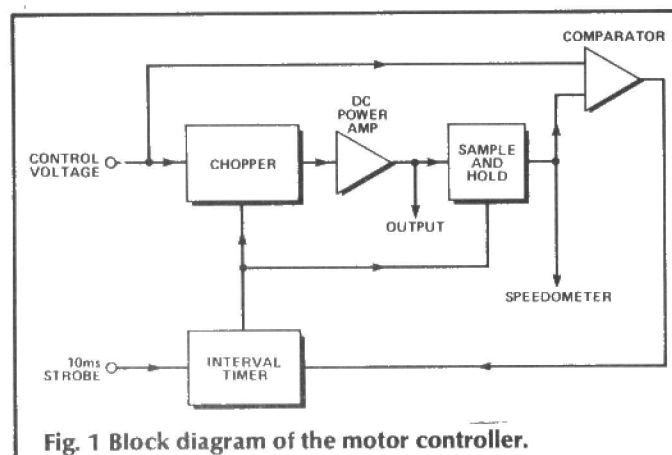 COMPARATOR
DC
POWER
AMP
CONTROL
VOLTAGE
CHOPPER
SAMPLE
AND
HOLD
OUTPUT
SPEEDOMETER
10ms
STROBE
INTERVAL
TIMER
Fig. 1 Block diagram of the motor controller.